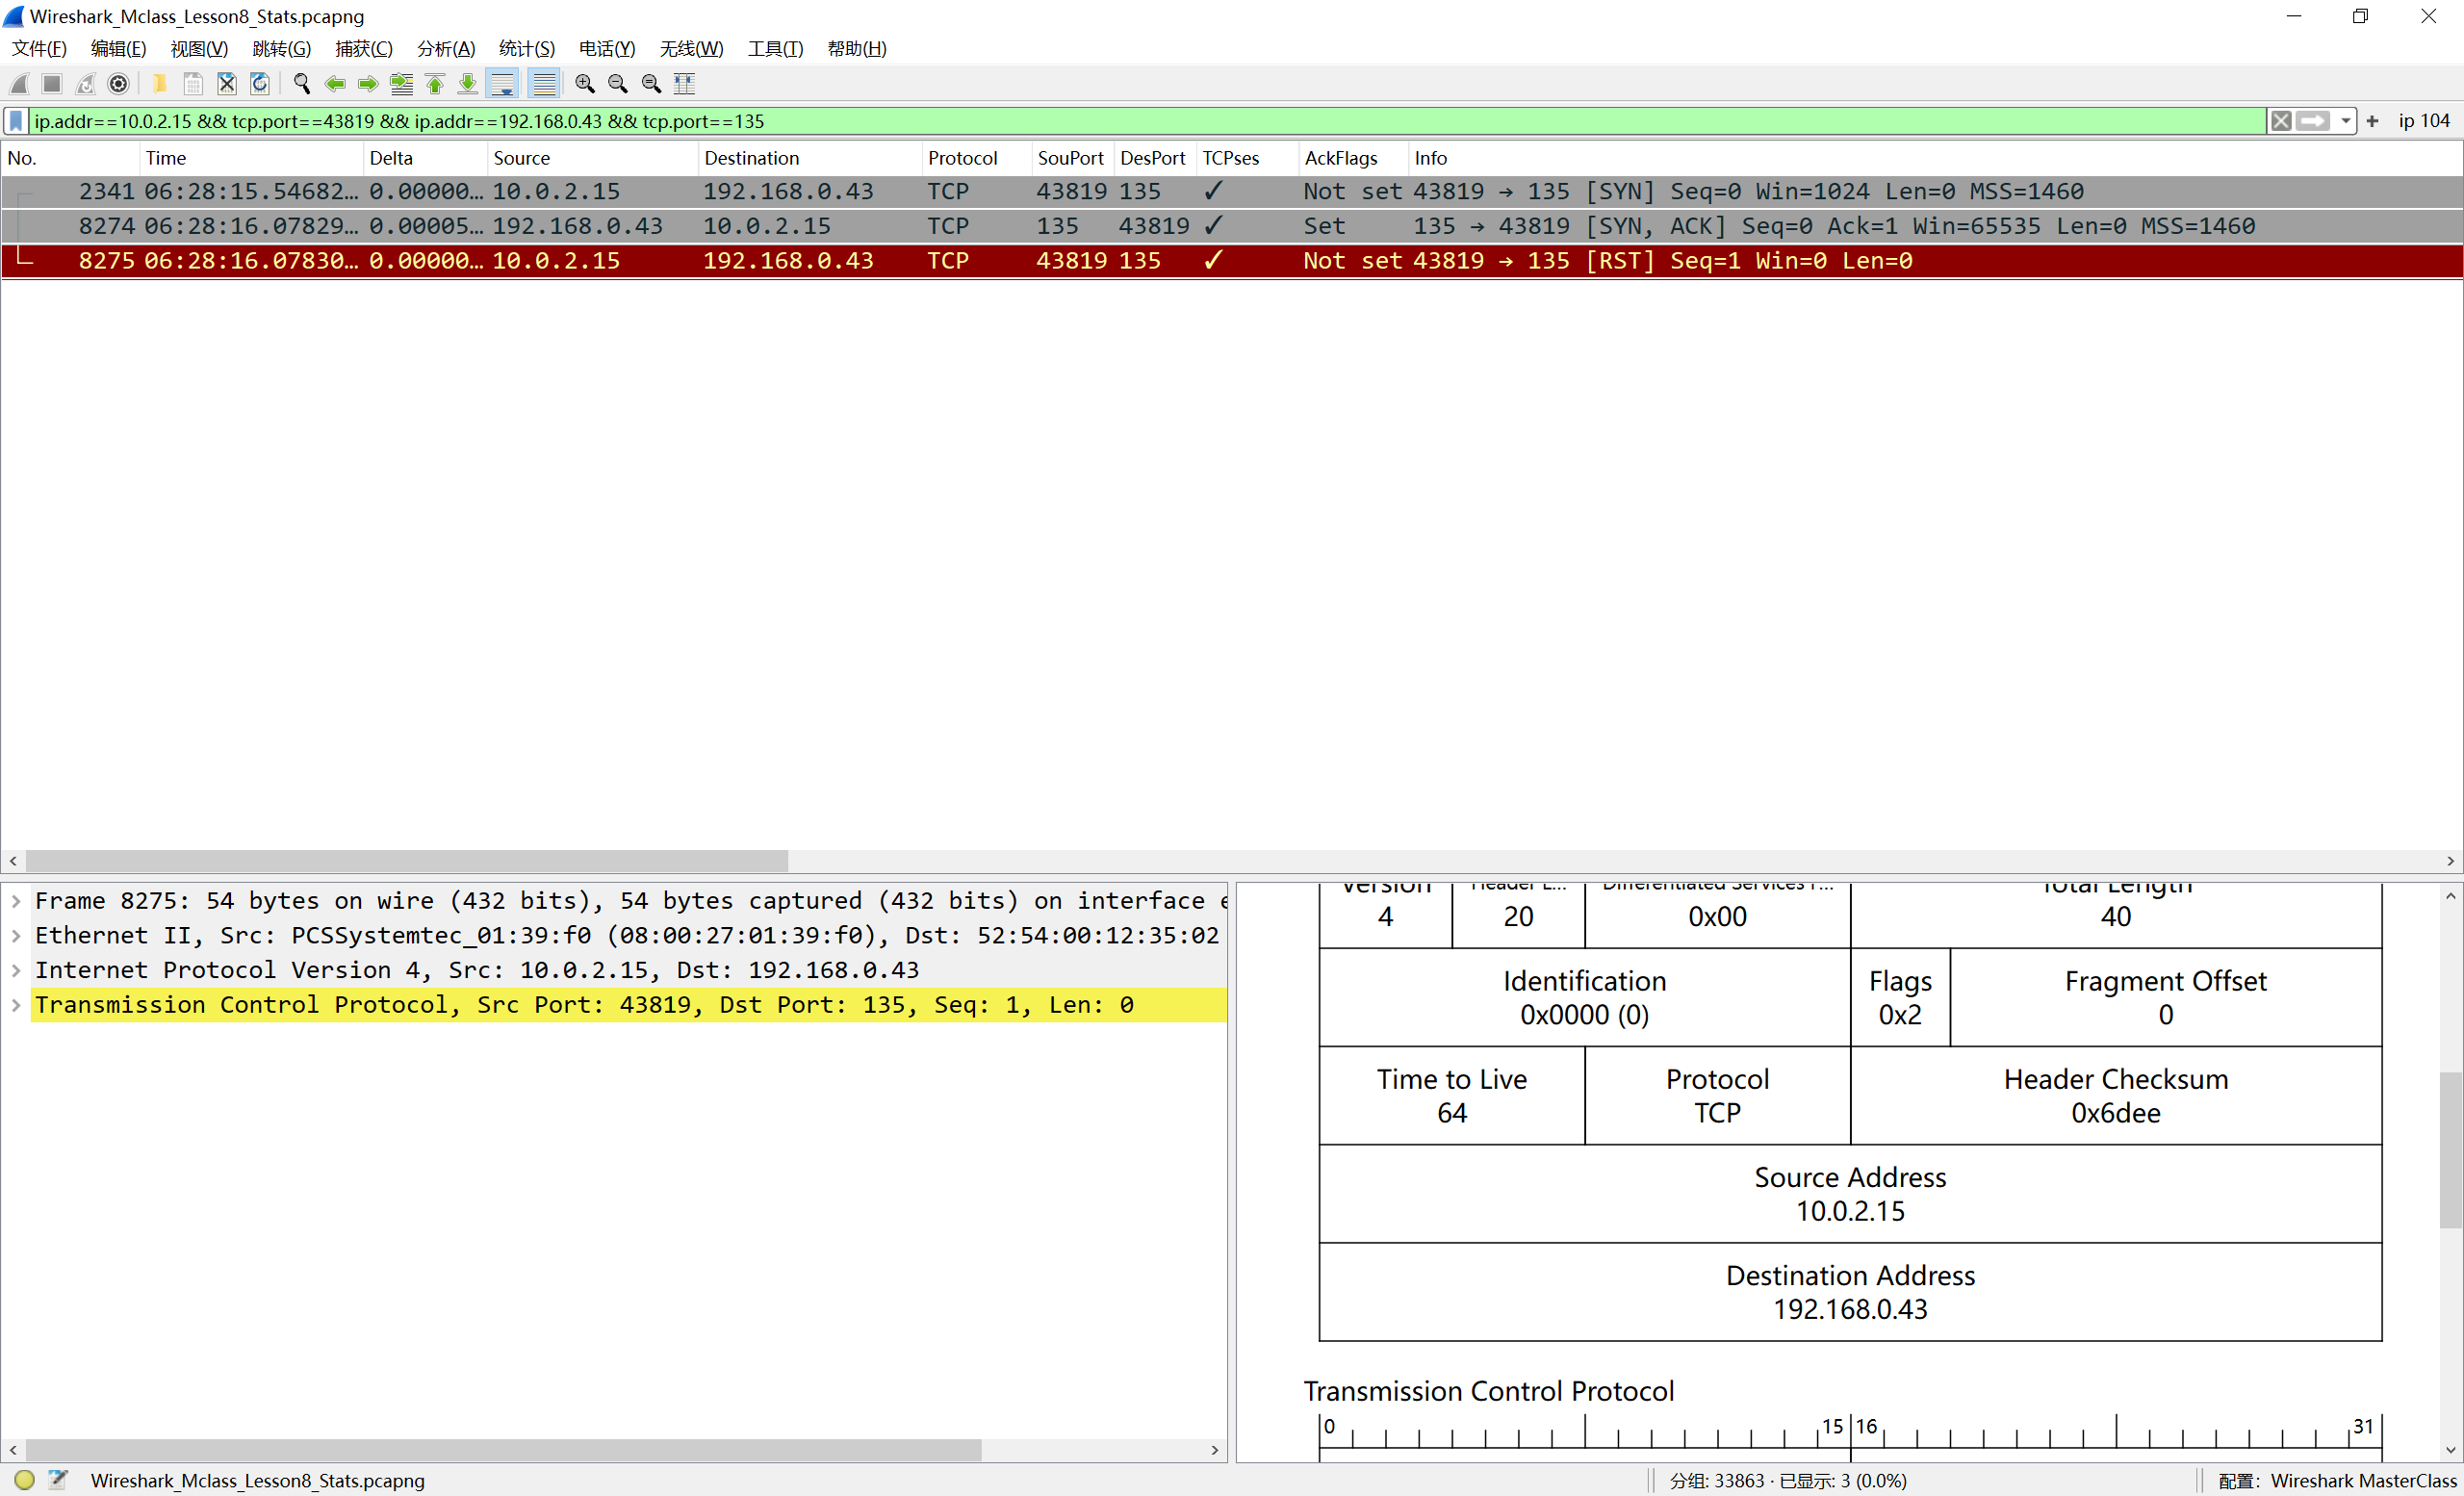 Wireshark_Mclass_Lesson8_Stats.pcapng
文件(F) 编辑(E) 视图(V) 跳转(G) 捕获(C) 分析(A) 统计(S) 电话(Y) 无线(W) 工具(T) 帮助(H)
ip.addr==10.0.2.15 && tcp.port==43819 && ip.addr==192.168.0.43 && tcp.port==135 + ip 104
No. Time Delta Source Destination Protocol SouPort DesPort TCPses AckFlags Info
2341 06:28:15.54682… 0.00000… 10.0.2.15 192.168.0.43 TCP 43819 135 ✓ Not set 43819 → 135 [SYN] Seq=0 Win=1024 Len=0 MSS=1460
8274 06:28:16.07829… 0.00005… 192.168.0.43 10.0.2.15 TCP 135 43819 ✓ Set 135 → 43819 [SYN, ACK] Seq=0 Ack=1 Win=65535 Len=0 MSS=1460
8275 06:28:16.07830… 0.00000… 10.0.2.15 192.168.0.43 TCP 43819 135 ✓ Not set 43819 → 135 [RST] Seq=1 Win=0 Len=0
Frame 8275: 54 bytes on wire (432 bits), 54 bytes captured (432 bits) on interface e
Ethernet II, Src: PCSSystemtec_01:39:f0 (08:00:27:01:39:f0), Dst: 52:54:00:12:35:02
Internet Protocol Version 4, Src: 10.0.2.15, Dst: 192.168.0.43
Transmission Control Protocol, Src Port: 43819, Dst Port: 135, Seq: 1, Len: 0
Version Header L... Differentiated Services F... Total Length
4 20 0x00 40
Identification Flags Fragment Offset
0x0000 (0) 0x2 0
Time to Live Protocol Header Checksum
64 TCP 0x6dee
Source Address
10.0.2.15
Destination Address
192.168.0.43
Transmission Control Protocol
0 15 16 31
Wireshark_Mclass_Lesson8_Stats.pcapng 分组: 33863 · 已显示: 3 (0.0%) 配置: Wireshark MasterClass